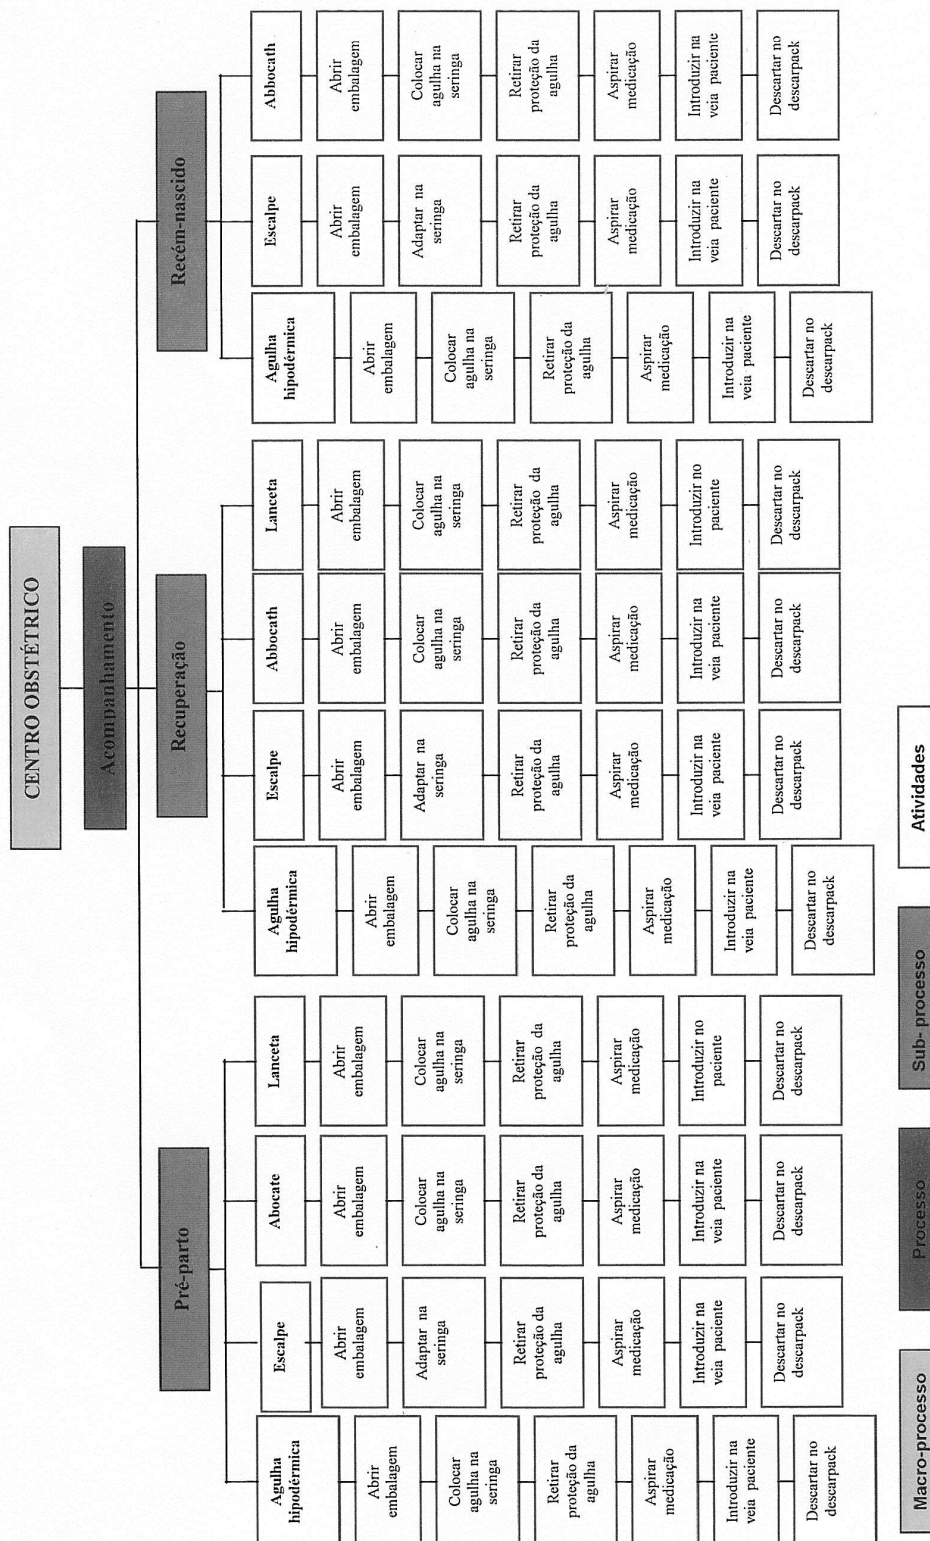 CENTRO OBSTÉTRICO
Acompanhamento
Pré-parto
Agulha
hipodérmica
Abrir
embalagem
Colocar
agulha na
seringa
Retirar
proteção da
agulha
Aspirar
medicação
Introduzir na
veia paciente
Descartar no
descarpack
Escalpe
Abrir
embalagem
Adaptar na
seringa
Retirar
proteção da
agulha
Aspirar
medicação
Introduzir na
veia paciente
Descartar no
descarpack
Abocate
Abrir
embalagem
Colocar
agulha na
seringa
Retirar
proteção da
agulha
Aspirar
medicação
Introduzir na
veia paciente
Descartar no
descarpack
Lanceta
Abrir
embalagem
Colocar
agulha na
seringa
Retirar
proteção da
agulha
Aspirar
medicação
Introduzir no
paciente
Descartar no
descarpack
Recuperação
Agulha
hipodérmica
Abrir
embalagem
Colocar
agulha na
seringa
Retirar
proteção da
agulha
Aspirar
medicação
Introduzir na
veia paciente
Descartar no
descarpack
Escalpe
Abrir
embalagem
Adaptar na
seringa
Retirar
proteção da
agulha
Aspirar
medicação
Introduzir na
veia paciente
Descartar no
descarpack
Abbocath
Abrir
embalagem
Colocar
agulha na
seringa
Retirar
proteção da
agulha
Aspirar
medicação
Introduzir na
veia paciente
Descartar no
descarpack
Lanceta
Abrir
embalagem
Colocar
agulha na
seringa
Retirar
proteção da
agulha
Aspirar
medicação
Introduzir no
paciente
Descartar no
descarpack
Recém-nascido
Agulha
hipodérmica
Abrir
embalagem
Colocar
agulha na
seringa
Retirar
proteção da
agulha
Aspirar
medicação
Introduzir na
veia paciente
Descartar no
descarpack
Escalpe
Abrir
embalagem
Adaptar na
seringa
Retirar
proteção da
agulha
Aspirar
medicação
Introduzir na
veia paciente
Descartar no
descarpack
Abbocath
Abrir
embalagem
Colocar
agulha na
seringa
Retirar
proteção da
agulha
Aspirar
medicação
Introduzir na
veia paciente
Descartar no
descarpack
Macro-processo
Processo
Sub- processo
Atividades